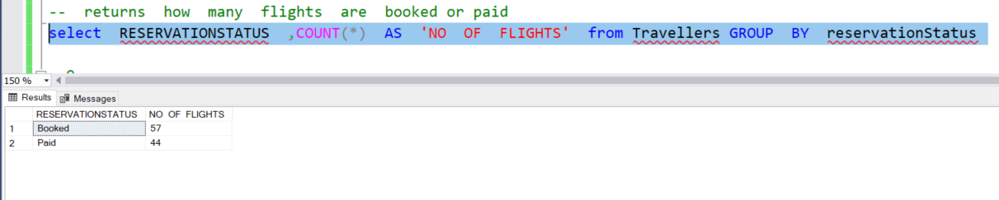 -- returns how many flights are booked or paid
select RESERVATIONSTATUS ,COUNT(*) AS 'NO OF FLIGHTS' from Travellers GROUP BY reservationStatus
150 %
Results Messages
RESERVATIONSTATUS NO OF FLIGHTS
1 Booked 57
2 Paid 44